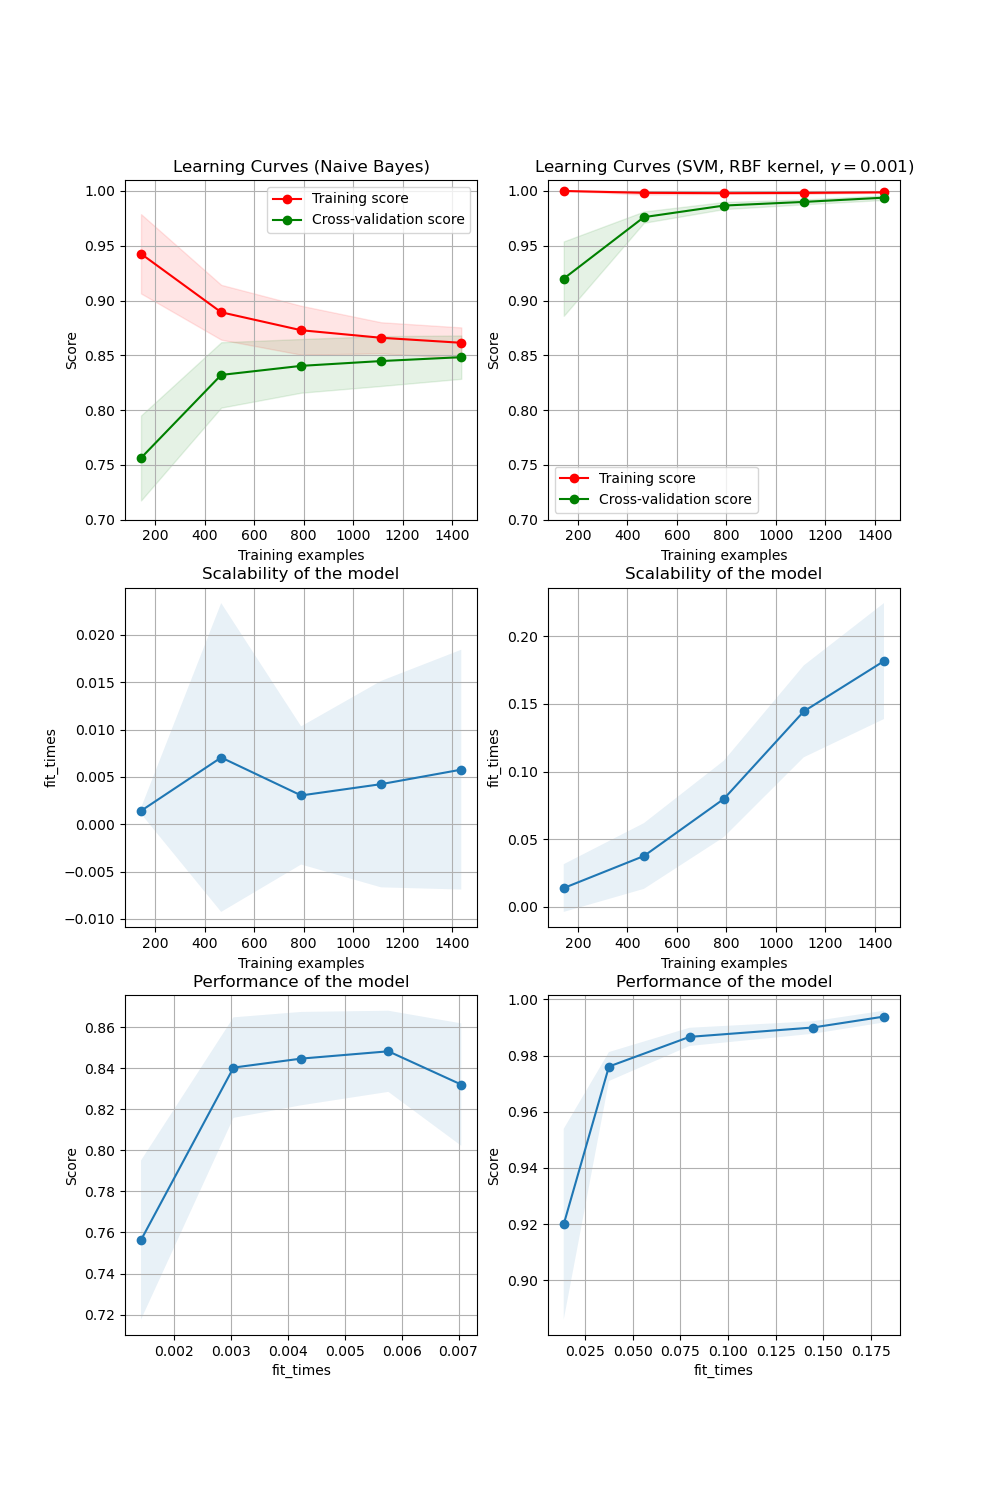 Learning Curves (Naive Bayes)
1.00
0.95
0.90
0.85
0.80
0.75
0.70
Score
Training score
Cross-validation score
200 400 600 800 1000 1200 1400
Training examples
Learning Curves (SVM, RBF kernel, γ = 0.001)
1.00
0.95
0.90
0.85
0.80
0.75
0.70
Score
Training score
Cross-validation score
200 400 600 800 1000 1200 1400
Training examples
Scalability of the model
0.020
0.015
0.010
0.005
0.000
−0.005
−0.010
fit_times
200 400 600 800 1000 1200 1400
Training examples
Scalability of the model
0.20
0.15
0.10
0.05
0.00
fit_times
200 400 600 800 1000 1200 1400
Training examples
Performance of the model
0.86
0.84
0.82
0.80
0.78
0.76
0.74
0.72
Score
0.002 0.003 0.004 0.005 0.006 0.007
fit_times
Performance of the model
1.00
0.98
0.96
0.94
0.92
0.90
Score
0.025 0.050 0.075 0.100 0.125 0.150 0.175
fit_times